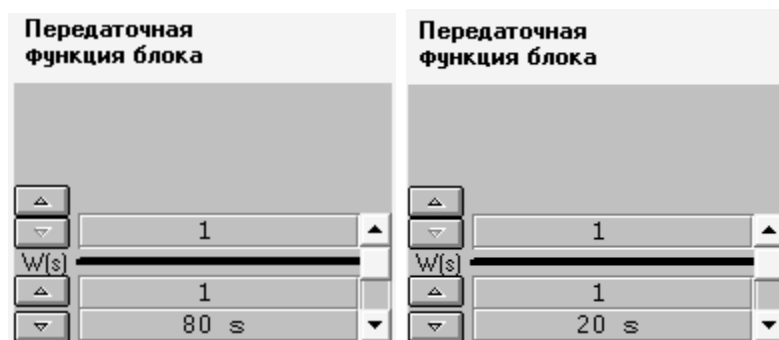 Передаточная
функция блока
1
W(s)
1
80 s
Передаточная
функция блока
1
W(s)
1
20 s